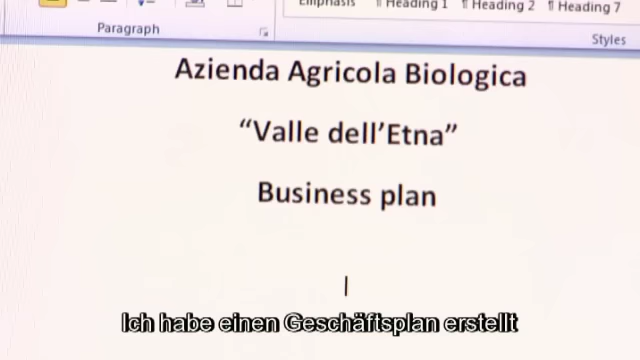 Emphasis ¶ Heading 1 ¶ Heading 2 ¶ Heading 7
Paragraph
Styles
Azienda Agricola Biologica
“Valle dell’Etna”
Business plan
Ich habe einen Geschäftsplan erstellt